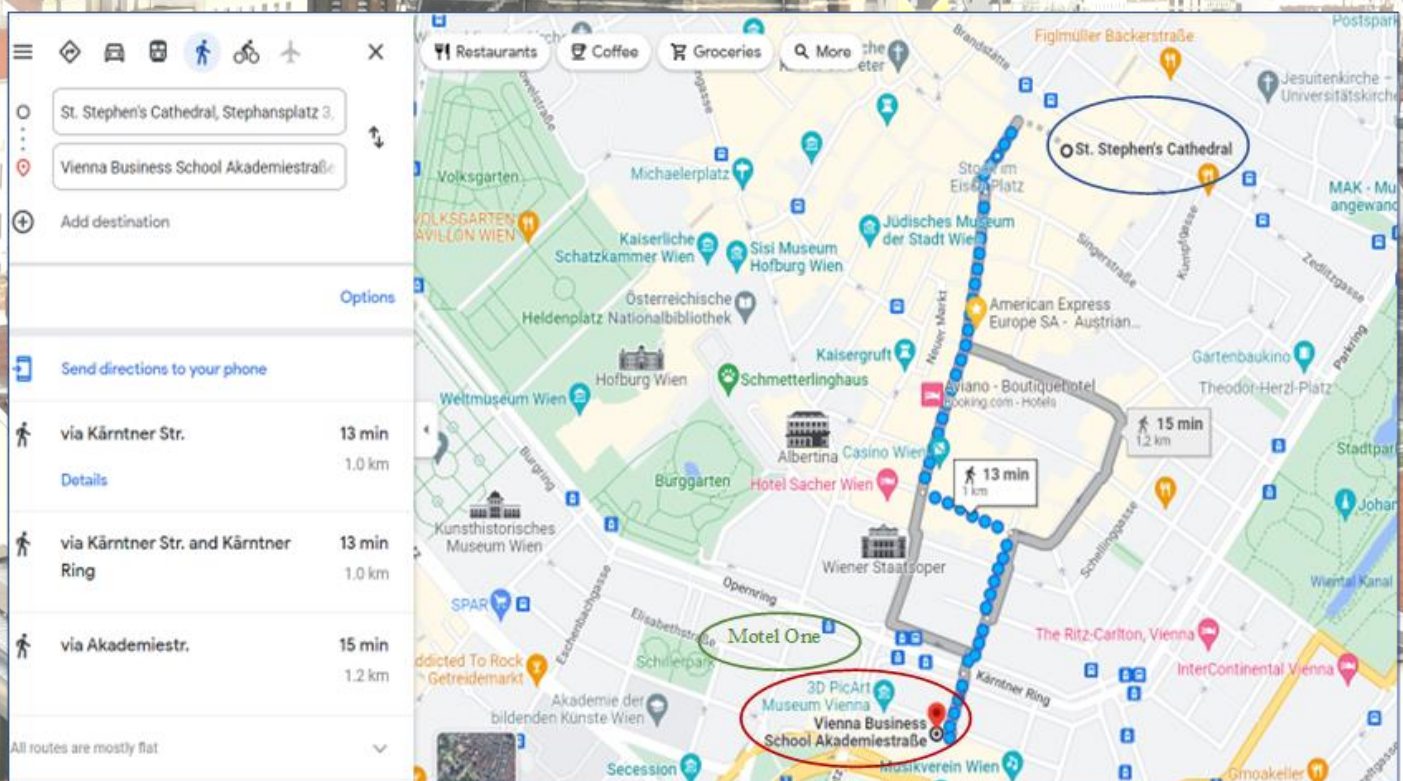 St. Stephen's Cathedral, Stephansplatz 3,
Vienna Business School Akademiestraße
Add destination
Options
Send directions to your phone
via Kärntner Str.
13 min
1.0 km
Details
via Kärntner Str. and Kärntner
Ring
13 min
1.0 km
via Akademiestr.
15 min
1.2 km
All routes are mostly flat
Restaurants
Coffee
Groceries
More
Brandstätte
Figlmüller Bäckerstraße
Postspark
Jesuitenkirche -
Universitätskirche
St. Stephen's Cathedral
Volksgarten
Michaelerplatz
Stock im
Eisen Platz
MAK - Mu
angewand
VOLKSGARTEN
PAVILLON WIEN
Jüdisches Museum
der Stadt Wien
Kaiserliche
Schatzkammer Wien
Sisi Museum
Hofburg Wien
Singerstraße
Kumpfgasse
Zedlitzgasse
Österreichische
Nationalbibliothek
Heldenplatz
Neuer Markt
American Express
Europe SA - Austrian...
Parkring
Hofburg Wien
Schmetterlinghaus
Kaisergruft
Gartenbaukino
Theodor-Herzl-Platz
Weltmuseum Wien
Aviano - Boutiquehotel
Booking.com - Hotels
15 min
1.2 km
Albertina
Casino Wien
Stadtpark
Burgring
Burggarten
Hotel Sacher Wien
13 min
1 km
Johan
Kunsthistorisches
Museum Wien
Wiener Staatsoper
Schellinggasse
Wiental Kanal
Opernring
SPAR
Eschenbachgasse
Elisabethstraße
Motel One
The Ritz-Carlton, Vienna
InterContinental Vienna
Schillerpark
Addicted To Rock
Getreidemarkt
Kärntner Ring
3D PicArt
Museum Vienna
Akademie der
bildenden Künste Wien
Vienna Business
School Akademiestraße
Secession
Musikverein Wien
Gmoakeller